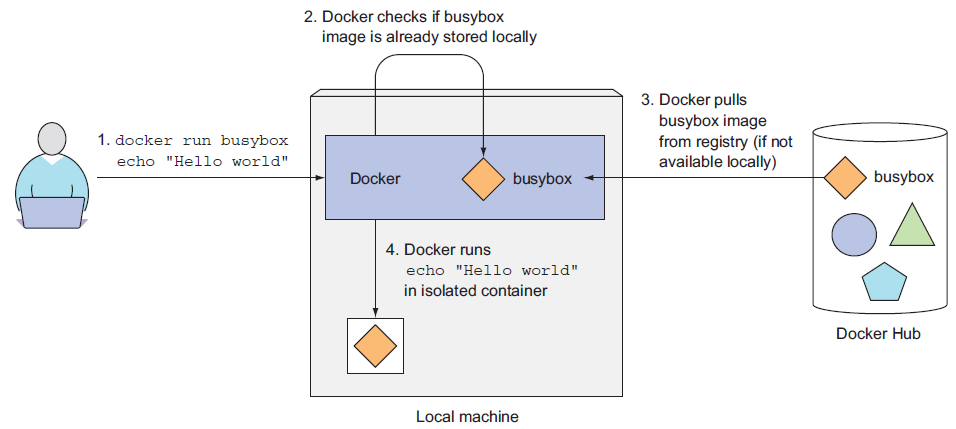 2. Docker checks if busybox
image is already stored locally
1. docker run busybox
echo "Hello world"
3. Docker pulls
busybox image
from registry (if not
available locally)
Docker
busybox
busybox
4. Docker runs
echo "Hello world"
in isolated container
Docker Hub
Local machine